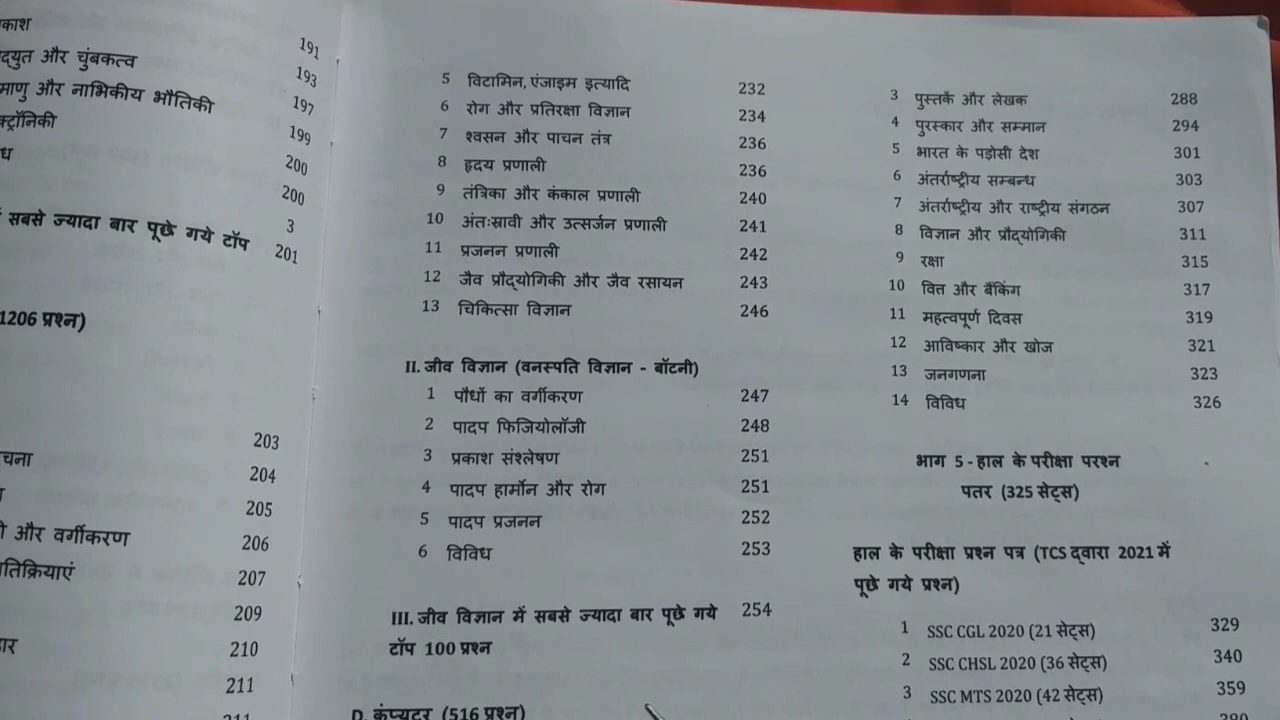 191
193
और चुंबकत्व
और नाभिकीय भौतिकी 197
199
200
200
3
सबसे ज्यादा बार पूछे गये टॉप 201
1206 प्रश्न)
203
204
205
और वर्गीकरण 206
207
209
210
211
5 विटामिन, एंजाइम इत्यादि 232
6 रोग और प्रतिरक्षा विज्ञान 234
7 श्वसन और पाचन तंत्र 236
8 हृदय प्रणाली 236
9 तंत्रिका और कंकाल प्रणाली 240
10 अंतःस्रावी और उत्सर्जन प्रणाली 241
11 प्रजनन प्रणाली 242
12 जैव प्रौद्योगिकी और जैव रसायन 243
13 चिकित्सा विज्ञान 246
II. जीव विज्ञान (वनस्पति विज्ञान - बॉटनी)
1 पौधों का वर्गीकरण 247
2 पादप फिजियोलॉजी 248
3 प्रकाश संश्लेषण 251
4 पादप हार्मोन और रोग 251
5 पादप प्रजनन 252
6 विविध 253
III. जीव विज्ञान में सबसे ज्यादा बार पूछे गये 254
टॉप 100 प्रश्न
D. कंप्यूटर (516 प्रश्न)
3 पुस्तकें और लेखक 288
4 पुरस्कार और सम्मान 294
5 भारत के पड़ोसी देश 301
6 अंतर्राष्ट्रीय सम्बन्ध 303
7 अंतर्राष्ट्रीय और राष्ट्रीय संगठन 307
8 विज्ञान और प्रौद्योगिकी 311
9 रक्षा 315
10 वित्त और बैंकिंग 317
11 महत्वपूर्ण दिवस 319
12 आविष्कार और खोज 321
13 जनगणना 323
14 विविध 326
भाग 5 - हाल के परीक्षा परश्न
पतर (325 सेट्स)
हाल के परीक्षा प्रश्न पत्र (TCS द्वारा 2021 में
पूछे गये प्रश्न)
1 SSC CGL 2020 (21 सेट्स) 329
2 SSC CHSL 2020 (36 सेट्स) 340
3 SSC MTS 2020 (42 सेट्स) 359